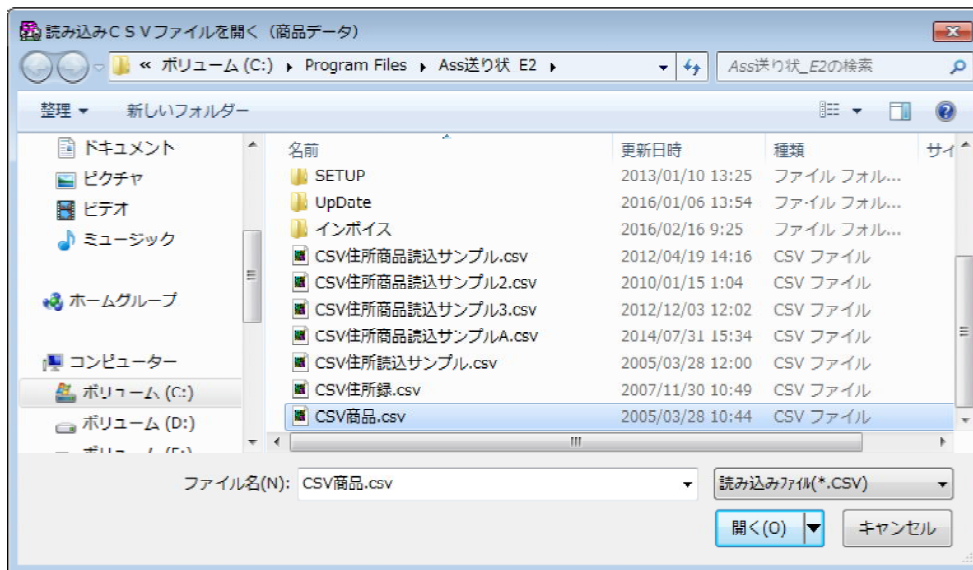 読み込みＣＳＶファイルを開く（商品データ）
« ボリューム (C:) Program Files Ass送り状 E2
Ass送り状_E2の検索
整理 新しいフォルダー
名前 更新日時 種類 サイ
ドキュメント
ピクチャ
ビデオ
ミュージック
ホームグループ
コンピューター
ボリューム (C:)
ボリューム (D:)
SETUP 2013/01/10 13:25 ファイル フォル...
UpDate 2016/01/06 13:54 ファイル フォル...
インボイス 2016/02/16 9:25 ファイル フォル...
CSV住所商品読込サンプル.csv 2012/04/19 14:16 CSV ファイル
CSV住所商品読込サンプル2.csv 2010/01/15 1:04 CSV ファイル
CSV住所商品読込サンプル3.csv 2012/12/03 12:02 CSV ファイル
CSV住所商品読込サンプルA.csv 2014/07/31 15:34 CSV ファイル
CSV住所読込サンプル.csv 2005/03/28 12:00 CSV ファイル
CSV住所録.csv 2007/11/30 10:49 CSV ファイル
CSV商品.csv 2005/03/28 10:44 CSV ファイル
ファイル名(N): CSV商品.csv
読み込みﾌｧｲﾙ(*.CSV)
開く(O) キャンセル